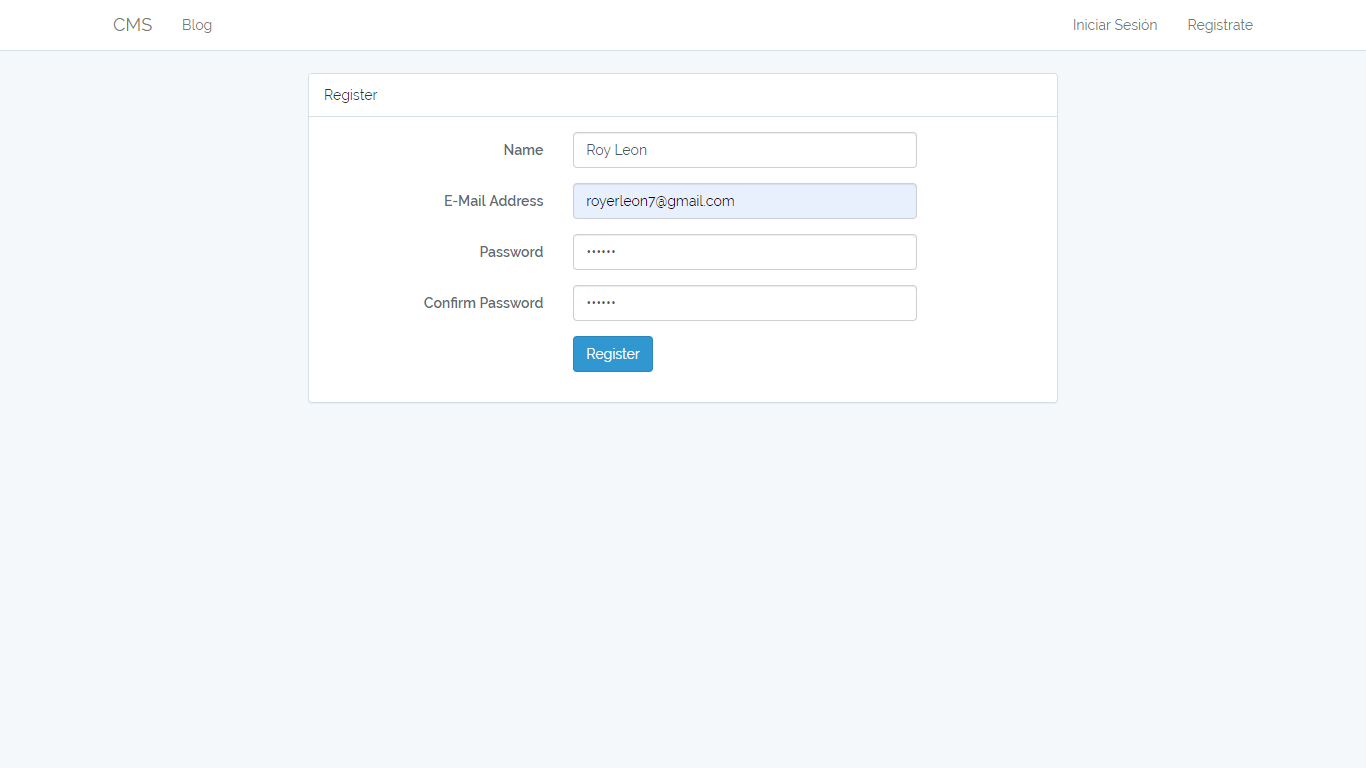 CMS Blog Iniciar Sesión Registrate
Register
Name Roy Leon
E-Mail Address royerleon7@gmail.com
Password ••••••
Confirm Password ••••••
Register